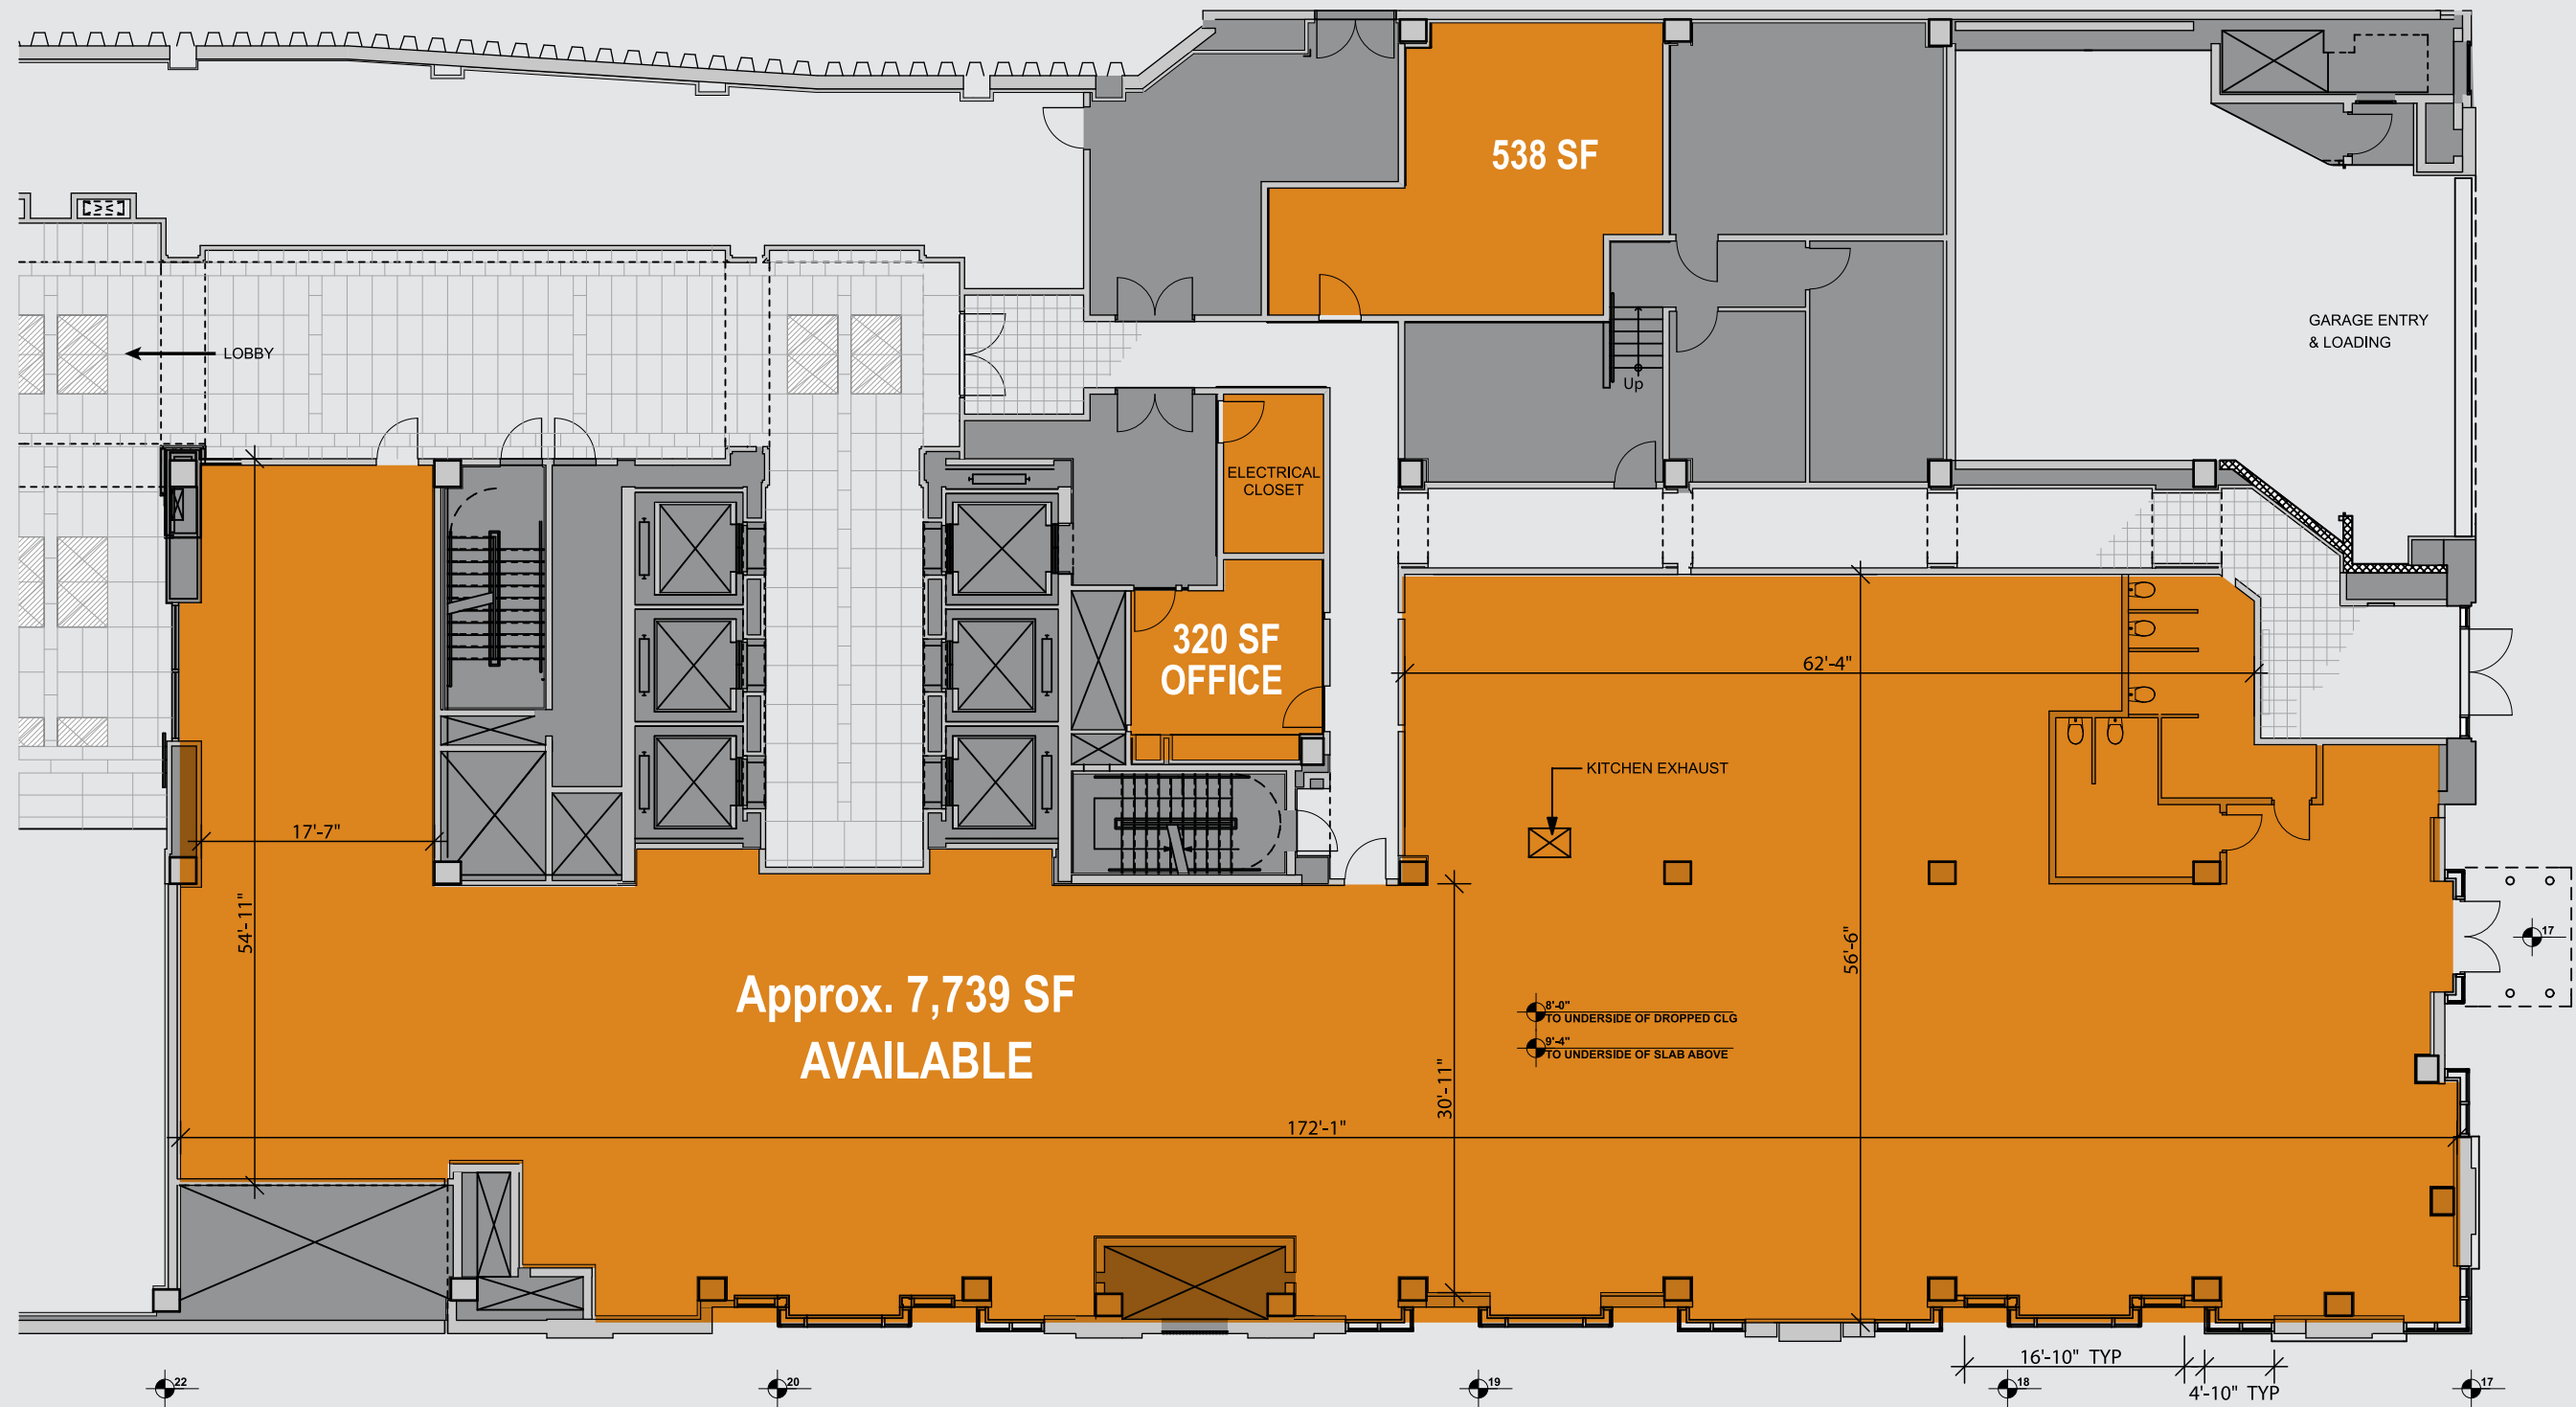 538 SF
GARAGE ENTRY
& LOADING
LOBBY
Up
ELECTRICAL
CLOSET
320 SF
OFFICE
62'-4"
KITCHEN EXHAUST
17'-7"
54'-11"
56'-6"
17
Approx. 7,739 SF
AVAILABLE
8'-0"
TO UNDERSIDE OF DROPPED CLG
9'-4"
TO UNDERSIDE OF SLAB ABOVE
30'-11"
172'-1"
16'-10" TYP
4'-10" TYP
22
20
19
18
17